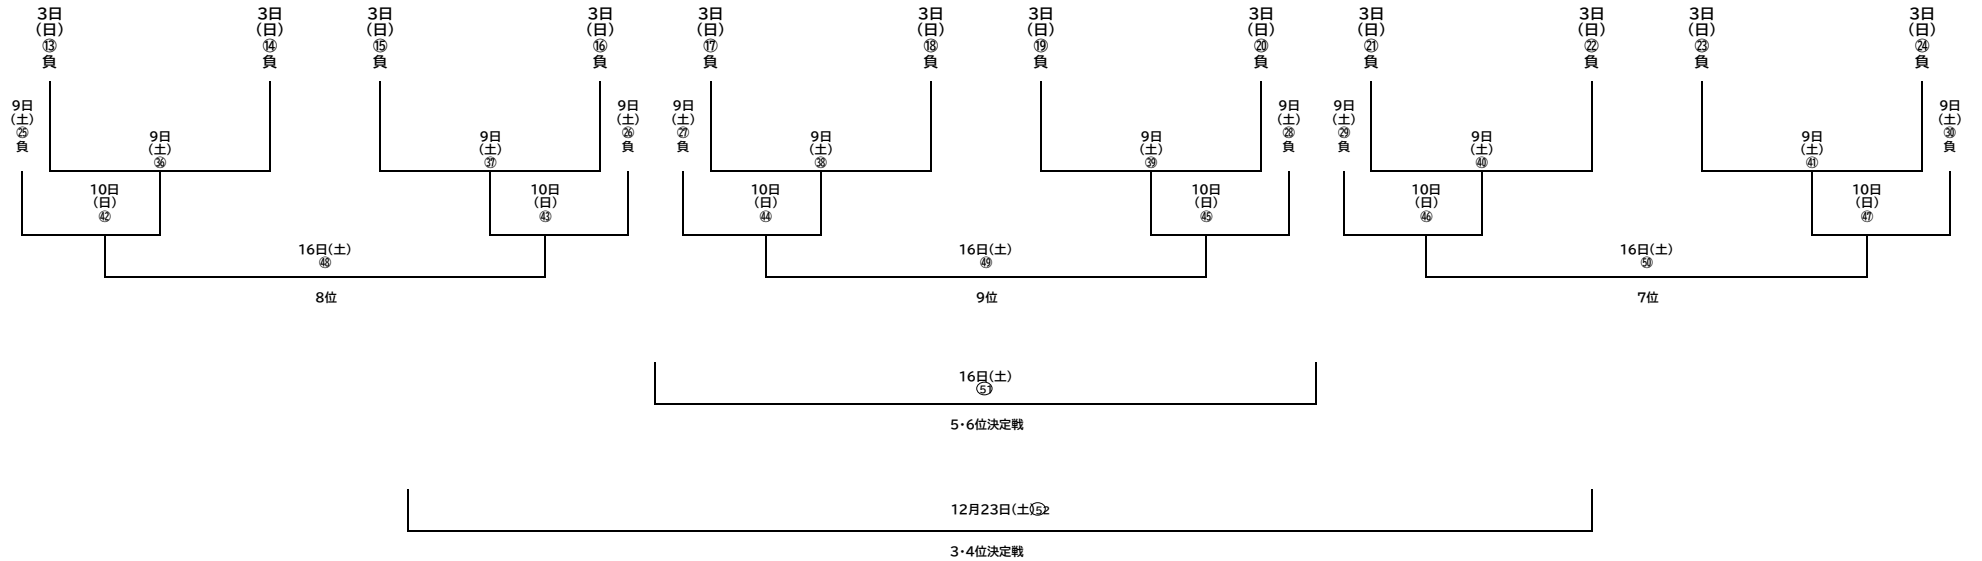 3日 3日 3日 3日 3日 3日 3日 3日 3日 3日 3日 3日
(日) (日) (日) (日) (日) (日) (日) (日) (日) (日) (日) (日)
⑬ ⑭ ⑮ ⑯ ⑰ ⑱ ⑲ ⑳ ㉑ ㉒ ㉓ ㉔
負 負 負 負 負 負 負 負 負 負 負 負
9日 9日 9日 9日 9日 9日
(土) (土) (土) (土) (土) (土)
㉕ ㉖ ㉗ ㉘ ㉙ ㉚
負 負 負 負 負 負
9日 9日 9日 9日 9日 9日
(土) (土) (土) (土) (土) (土)
㊱ ㊲ ㊳ ㊴ ㊵ ㊶
10日 10日 10日 10日 10日 10日
(日) (日) (日) (日) (日) (日)
㊷ ㊸ ㊹ ㊺ ㊻ ㊼
16日(土) 16日(土) 16日(土)
㊽ ㊾ ㊿
8位 9位 7位
16日(土)
51
5・6位決定戦
12月23日(土)52
3・4位決定戦